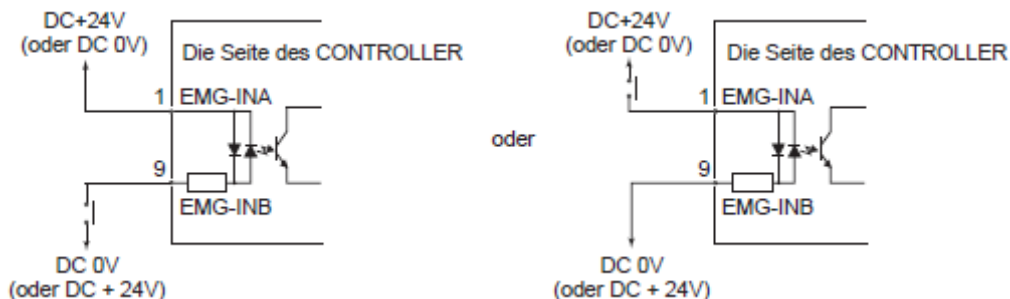 DC+24V
(oder DC 0V)
Die Seite des CONTROLLER
1
EMG-INA
9
EMG-INB
DC 0V
(oder DC + 24V)
oder
DC+24V
(oder DC 0V)
Die Seite des CONTROLLER
1
EMG-INA
9
EMG-INB
DC 0V
(oder DC + 24V)